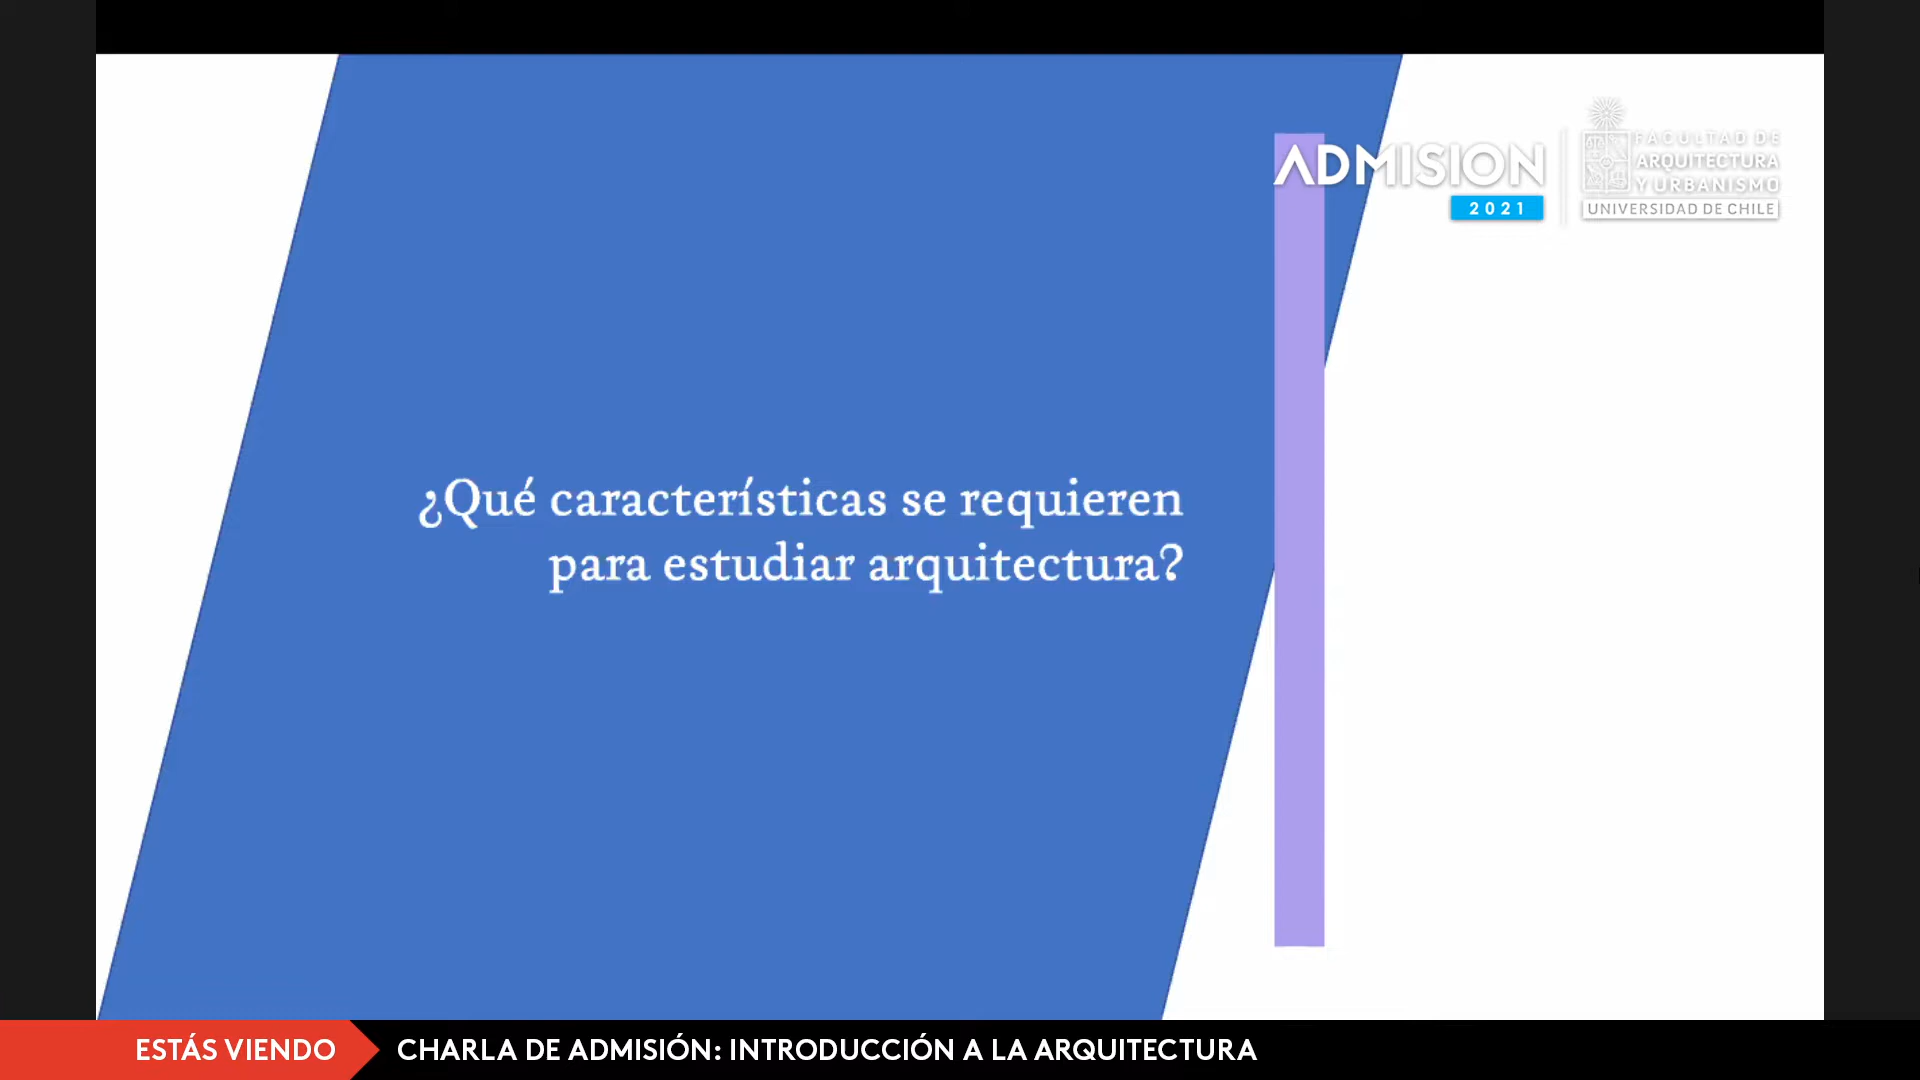 ADMISION
2021
FACULTAD DE
ARQUITECTURA
Y URBANISMO
UNIVERSIDAD DE CHILE
¿Qué características se requieren
para estudiar arquitectura?
ESTÁS VIENDO
CHARLA DE ADMISIÓN: INTRODUCCIÓN A LA ARQUITECTURA